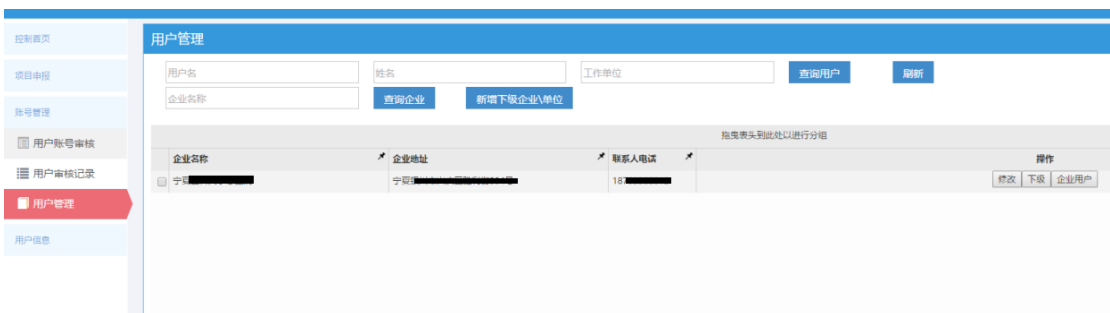 控制首页
项目申报
账号管理
用户账号审核
用户审核记录
用户管理
用户信息
用户管理
用户名
姓名
工作单位
查询用户
刷新
企业名称
查询企业
新增下级企业\单位
拖曳表头到此处以进行分组
企业名称
企业地址
联系人电话
操作
宁夏
宁夏
187
修改
下级
企业用户